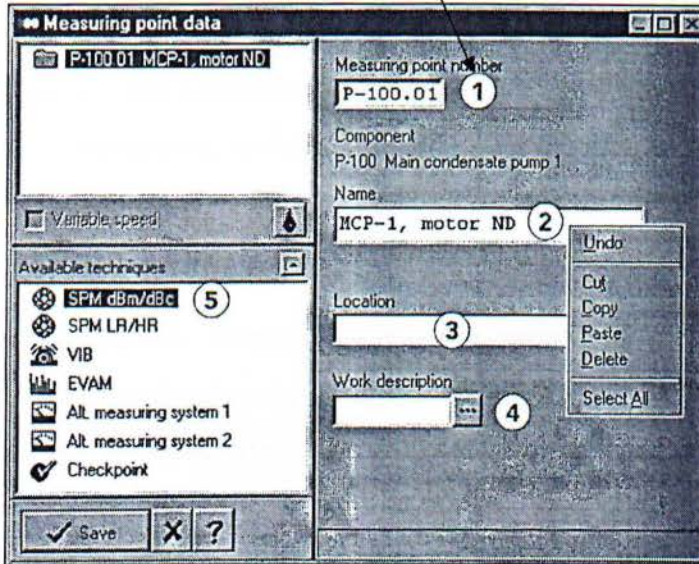 Measuring point data
P-100.01 MCP-1, motor ND
Variable speed
Available techniques
SPM dBm/dBc 5
SPM LR/HR
VIB
EVAM
Alt. measuring system 1
Alt. measuring system 2
Checkpoint
Save X ?
Measuring point number
P-100.01 1
Component
P-100 Main condensate pump 1
Name
MCP-1, motor ND 2
Location
3
Work description
... 4
Undo
Cut
Copy
Paste
Delete
Select All